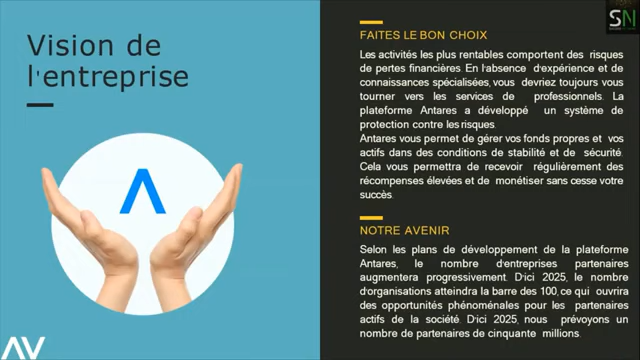 Vision de
l'entreprise
SN
FAITES LE BON CHOIX
Les activités les plus rentables comportent des risques
de pertes financières. En l'absence d'expérience et de
connaissances spécialisées, vous devriez toujours vous
tourner vers les services de professionnels. La
plateforme Antares a développé un système de
protection contre les risques.
Antares vous permet de gérer vos fonds propres et vos
actifs dans des conditions de stabilité et de sécurité.
Cela vous permettra de recevoir régulièrement des
récompenses élevées et de monétiser sans cesse votre
succès.
NOTRE AVENIR
Selon les plans de développement de la plateforme
Antares, le nombre d'entreprises partenaires
augmentera progressivement. D'ici 2025, le nombre
d'organisations atteindra la barre des 100, ce qui ouvrira
des opportunités phénoménales pour les partenaires
actifs de la société. D'ici 2025, nous prévoyons un
nombre de partenaires de cinquante millions.